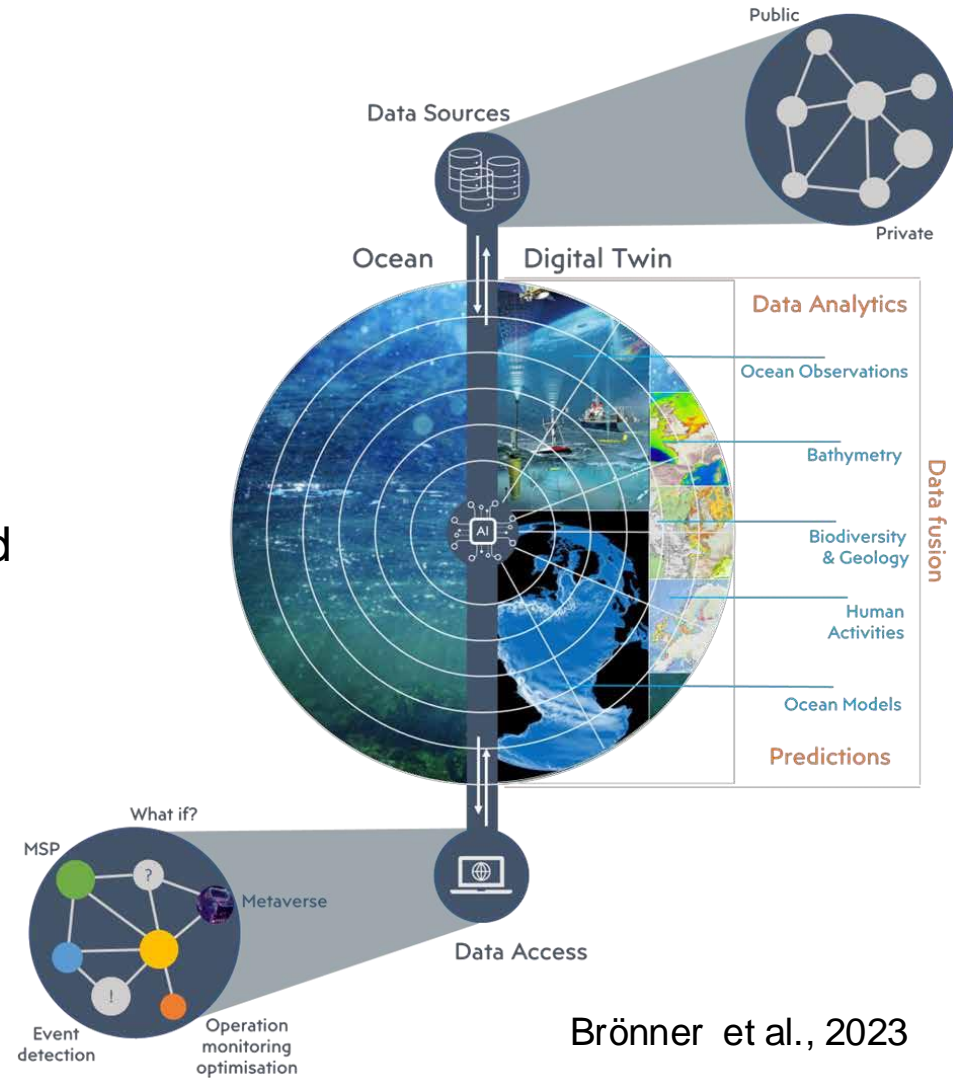 Public
Data Sources
Private
Ocean
Digital Twin
Data Analytics
Ocean Observations
Bathymetry
Data fusion
Biodiversity
& Geology
Human
Activities
Ocean Models
Predictions
d
AI
What if?
MSP
?
Metaverse
!
Event
detection
Operation
monitoring
optimisation
Data Access
Brönner et al., 2023